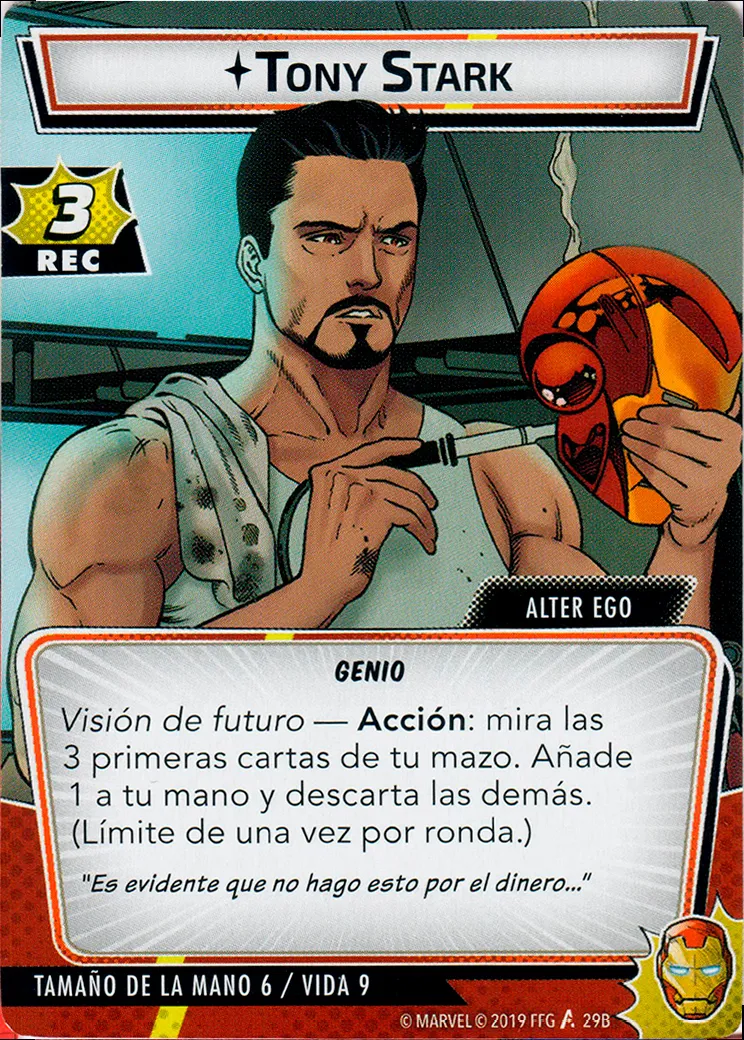 Tony Stark
3
REC
ALTER EGO
GENIO
Visión de futuro — Acción: mira las
3 primeras cartas de tu mazo. Añade
1 a tu mano y descarta las demás.
(Límite de una vez por ronda.)
"Es evidente que no hago esto por el dinero..."
TAMAÑO DE LA MANO 6 / VIDA 9
© MARVEL © 2019 FFG 29B